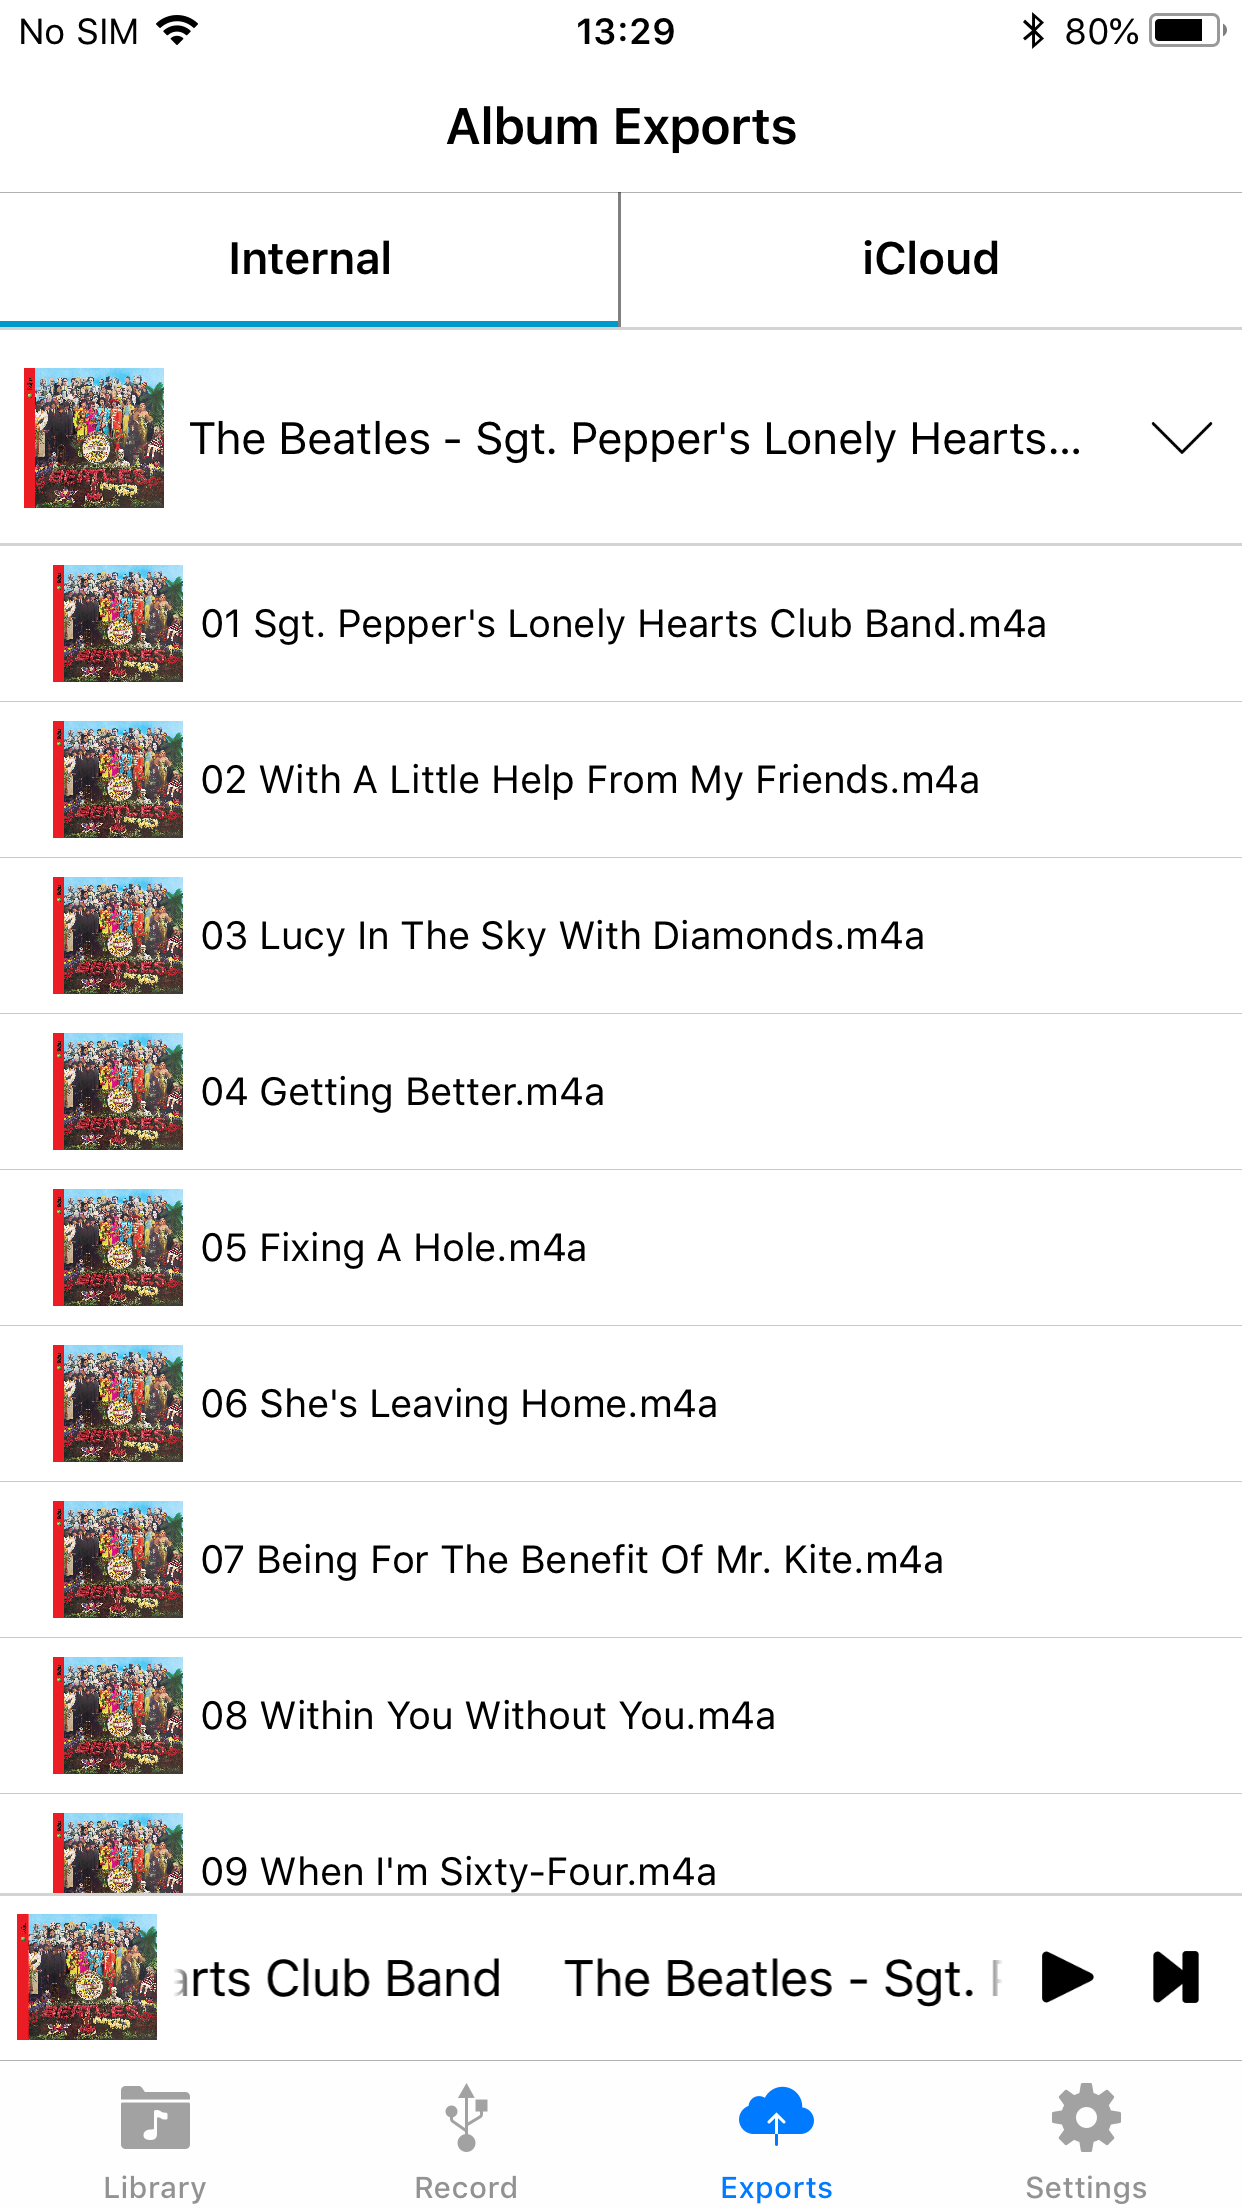 No SIM 13:29 80%
Album Exports
Internal iCloud
The Beatles - Sgt. Pepper's Lonely Hearts...
01 Sgt. Pepper's Lonely Hearts Club Band.m4a
02 With A Little Help From My Friends.m4a
03 Lucy In The Sky With Diamonds.m4a
04 Getting Better.m4a
05 Fixing A Hole.m4a
06 She's Leaving Home.m4a
07 Being For The Benefit Of Mr. Kite.m4a
08 Within You Without You.m4a
09 When I'm Sixty-Four.m4a
arts Club Band The Beatles - Sgt.
Library Record Exports Settings